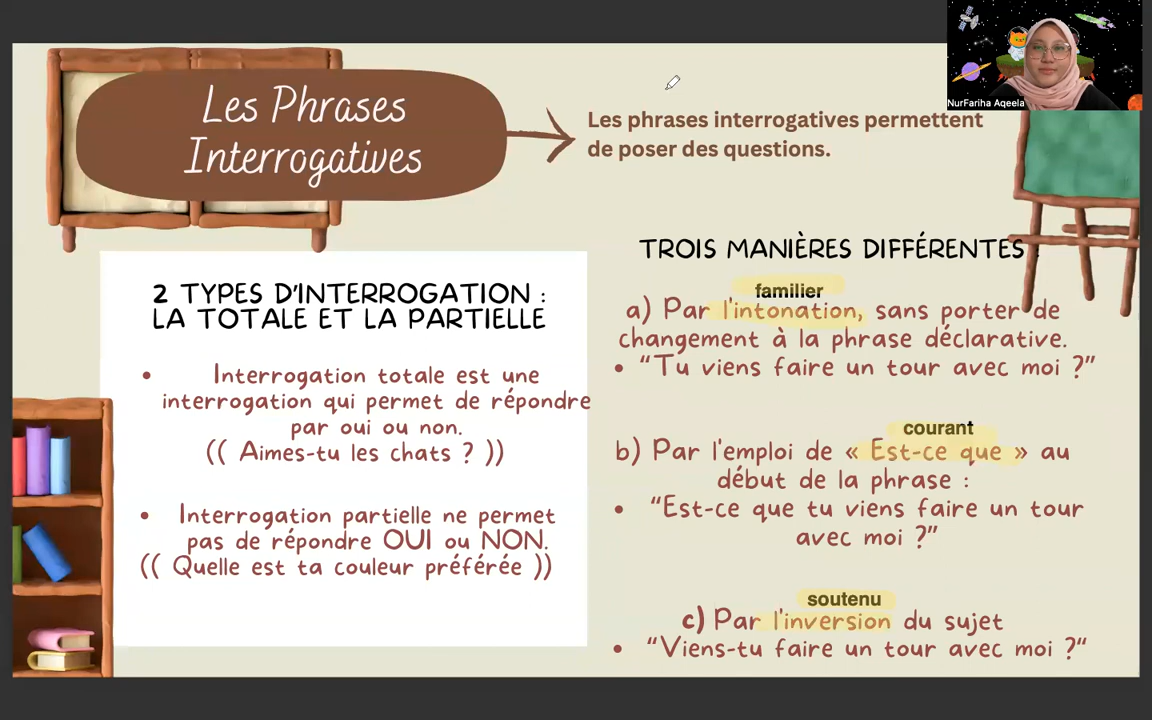 NurFariha Aqeela
Les Phrases
Interrogatives
Les phrases interrogatives permettent
de poser des questions.
2 TYPES D'INTERROGATION :
LA TOTALE ET LA PARTIELLE
• Interrogation totale est une
interrogation qui permet de répondre
par oui ou non.
(( Aimes-tu les chats ? ))
• Interrogation partielle ne permet
pas de répondre OUI ou NON.
(( Quelle est ta couleur préférée ))
TROIS MANIÈRES DIFFÉRENTES
familier
a) Par l'intonation, sans porter de
changement à la phrase déclarative.
• “Tu viens faire un tour avec moi ?”
courant
b) Par l'emploi de « Est-ce que » au
début de la phrase :
• “Est-ce que tu viens faire un tour
avec moi ?”
soutenu
c) Par l'inversion du sujet
• “Viens-tu faire un tour avec moi ?“